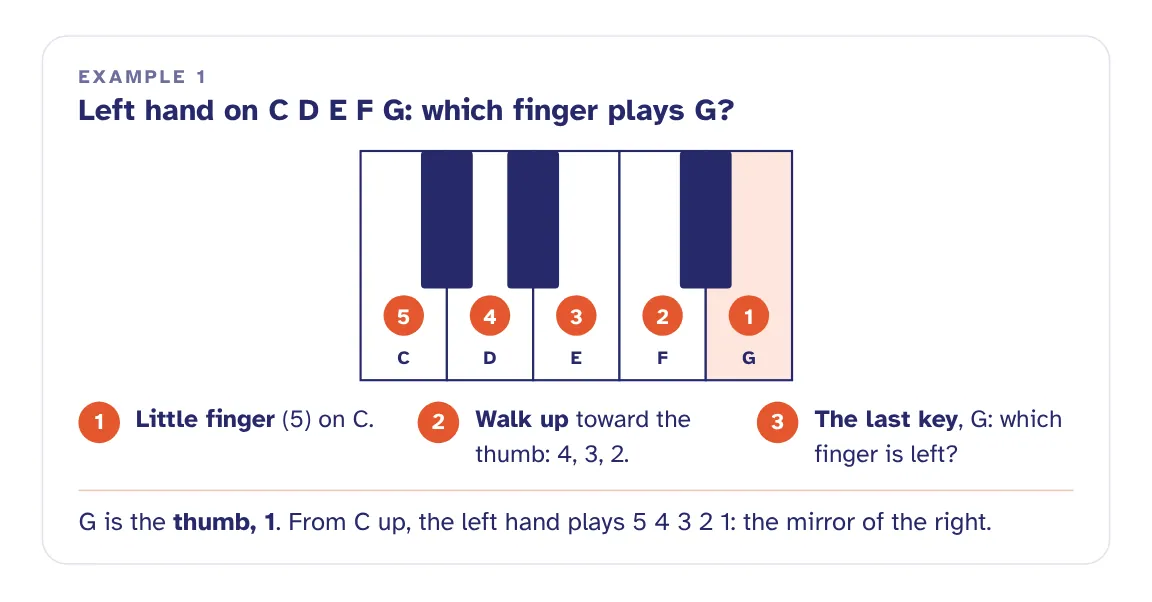 EXAMPLE 1
Left hand on C D E F G: which finger plays G?
5 4 3 2 1
C D E F G
1 Little finger (5) on C.
2 Walk up toward the
thumb: 4, 3, 2.
3 The last key, G: which
finger is left?
G is the thumb, 1. From C up, the left hand plays 5 4 3 2 1: the mirror of the right.